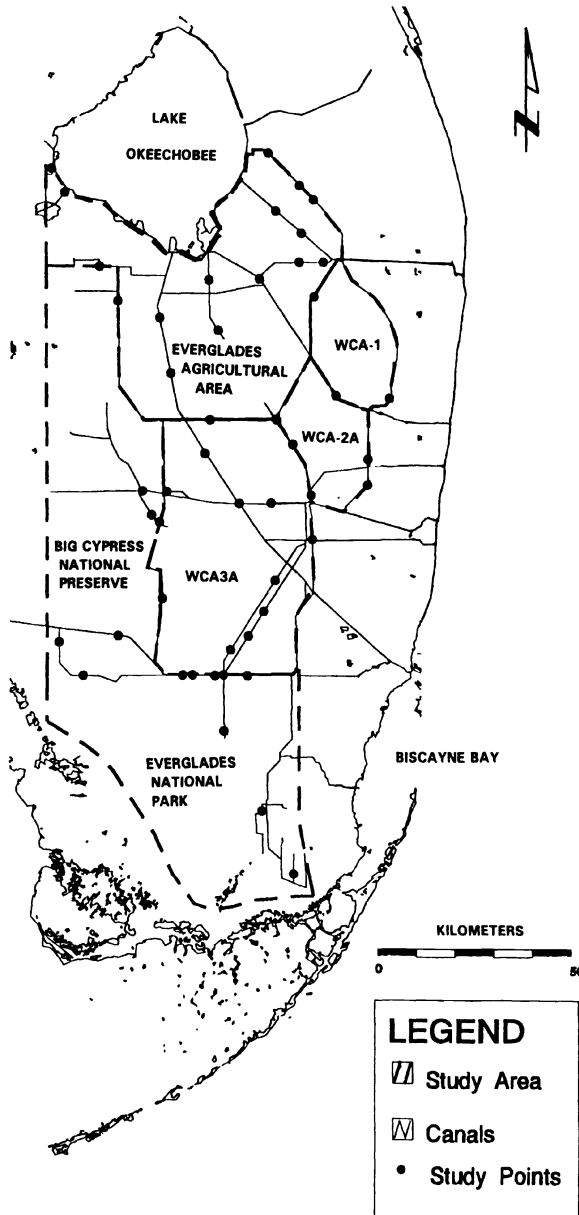 LAKE
OKEECHOBEE
N
WCA-1
EVERGLADES
AGRICULTURAL
AREA
WCA-2A
BIG CYPRESS
NATIONAL
PRESERVE
WCA3A
EVERGLADES
NATIONAL
PARK
BISCAYNE BAY
KILOMETERS
0 50
LEGEND
Study Area
Canals
Study Points